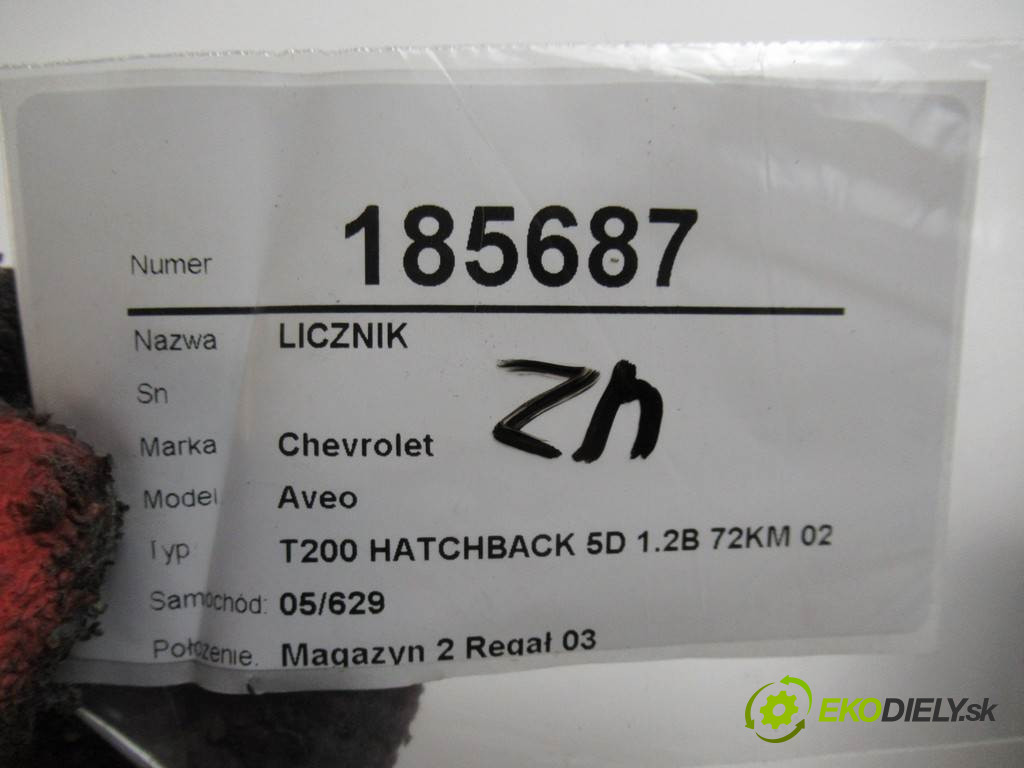 Numer 185687
Nazwa LICZNIK
Sn
Marka Chevrolet
Model Aveo
Typ T200 HATCHBACK 5D 1.2B 72KM 02
Samochód: 05/629
Położenie. Magazyn 2 Regał 03
EKODIELY.sk